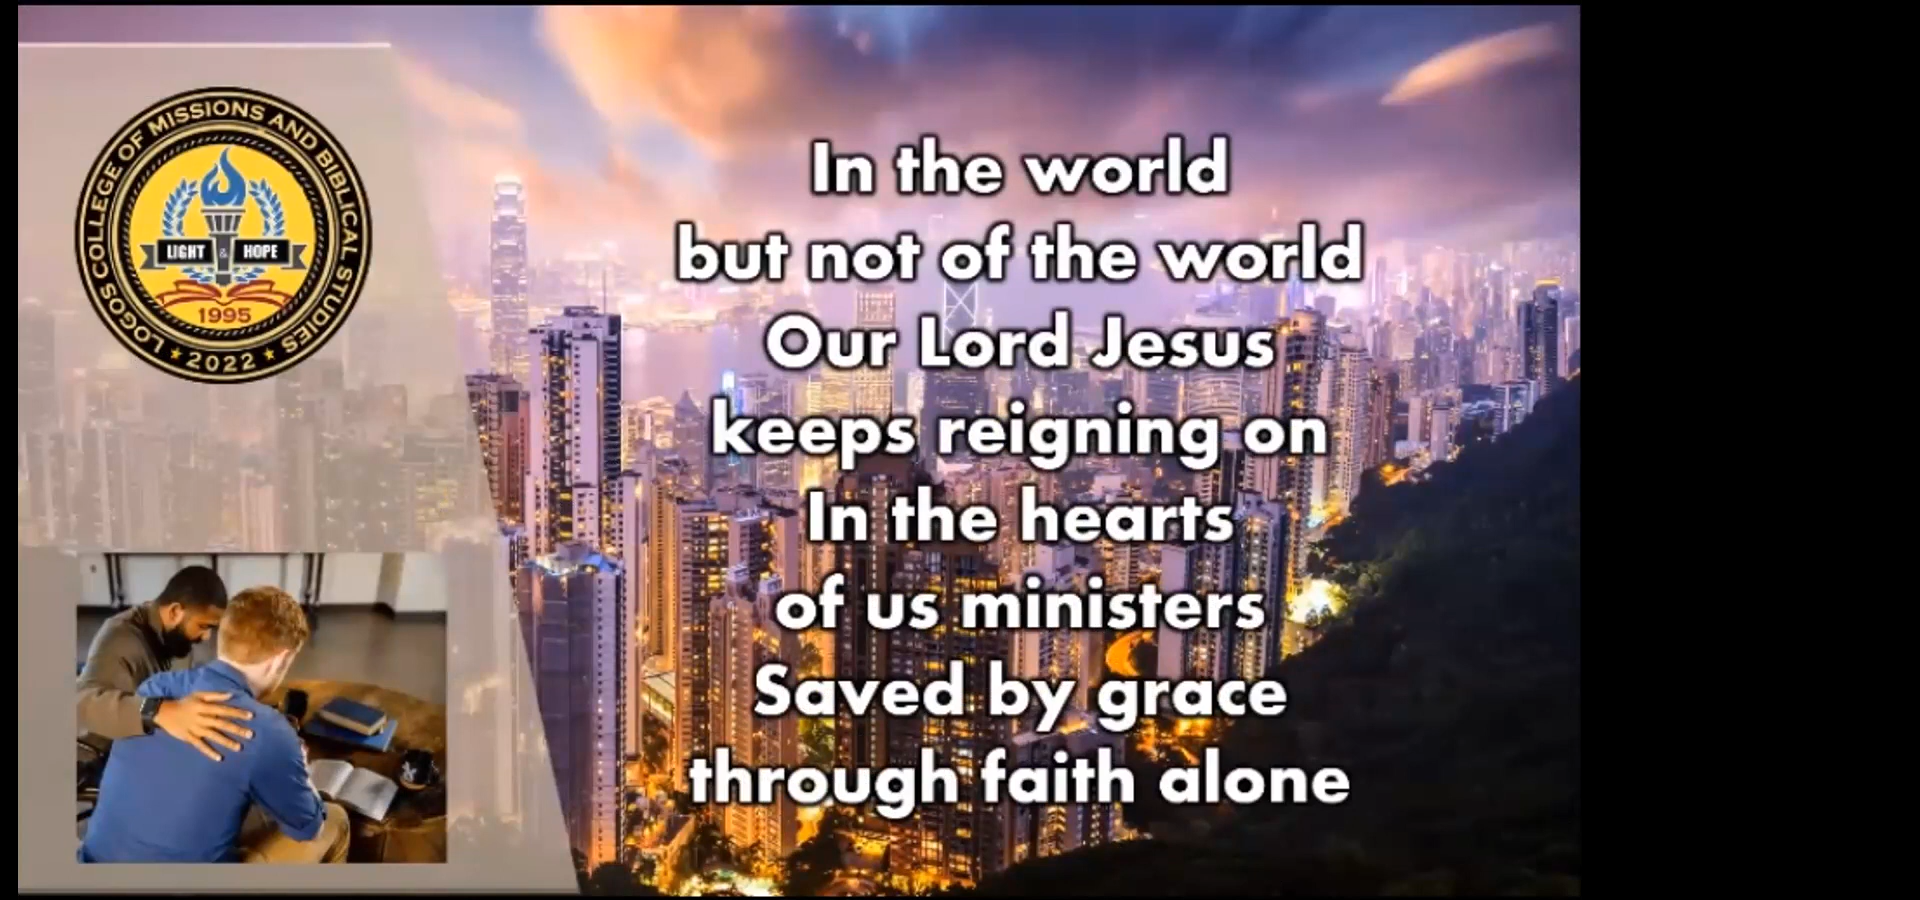 LOGOS COLLEGE OF MISSIONS AND BIBLICAL STUDIES
LIGHT & HOPE
1995
★ 2022 ★
In the world
but not of the world
Our Lord Jesus
keeps reigning on
In the hearts
of us ministers
Saved by grace
through faith alone